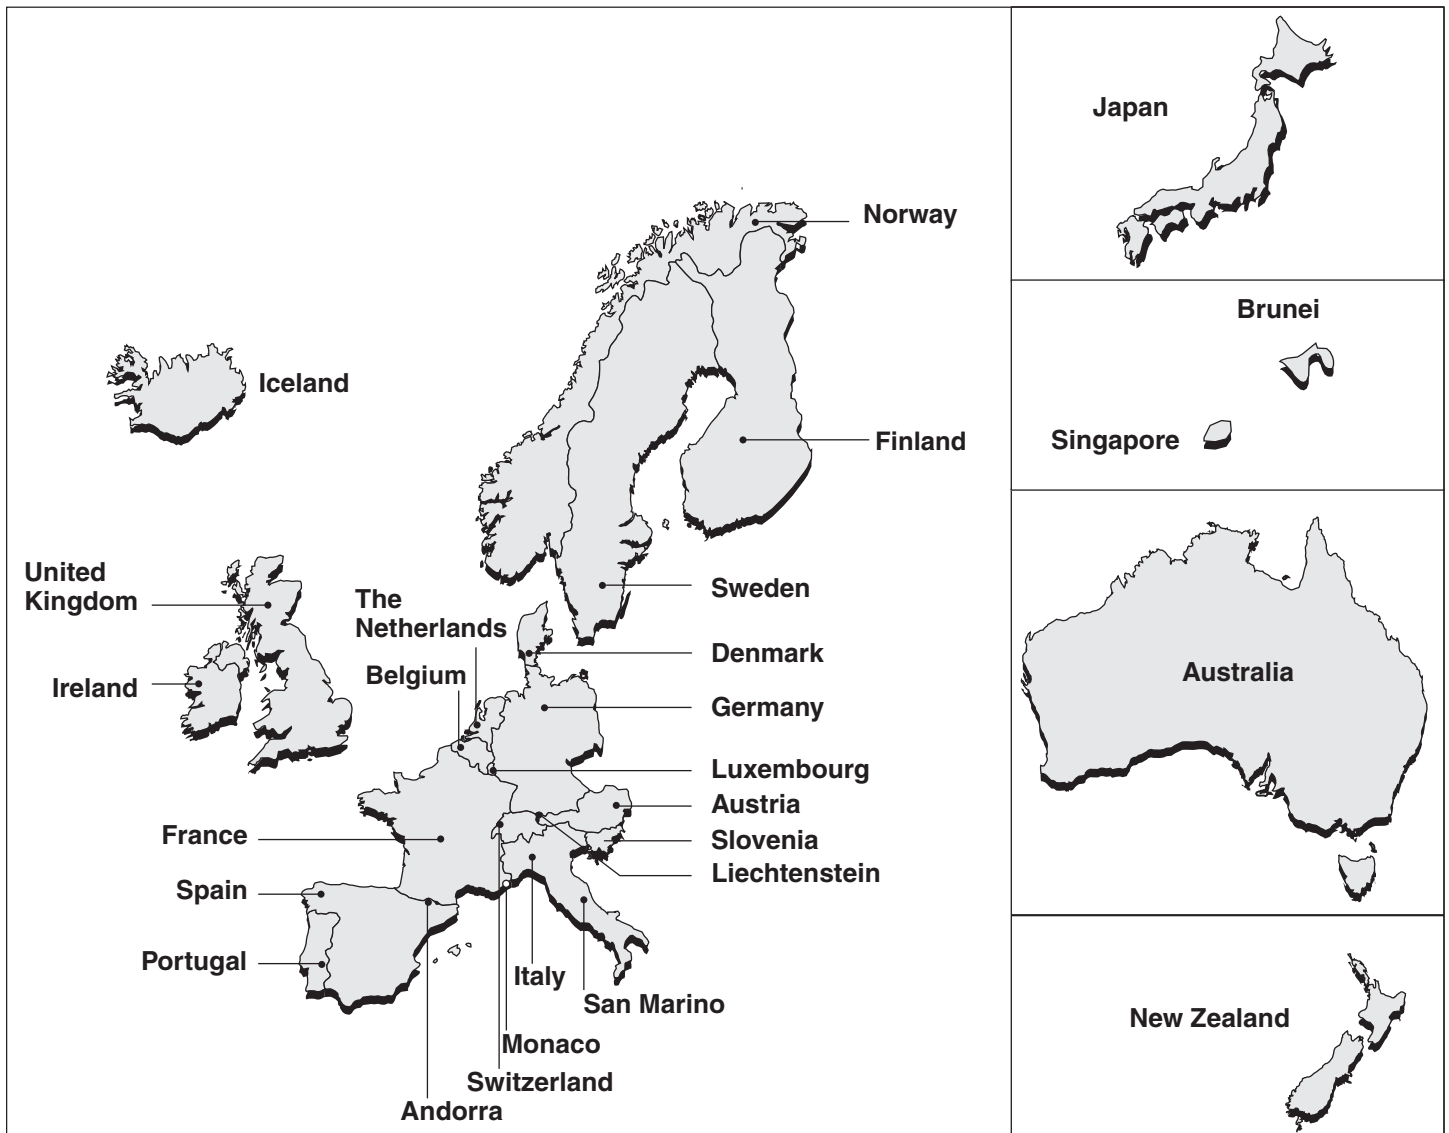 Norway
Iceland
Finland
United
Kingdom
Sweden
The
Netherlands
Denmark
Belgium
Ireland
Germany
Luxembourg
Austria
France
Slovenia
Liechtenstein
Spain
Portugal
Italy
San Marino
Monaco
Switzerland
Andorra
Japan
Brunei
Singapore
Australia
New Zealand